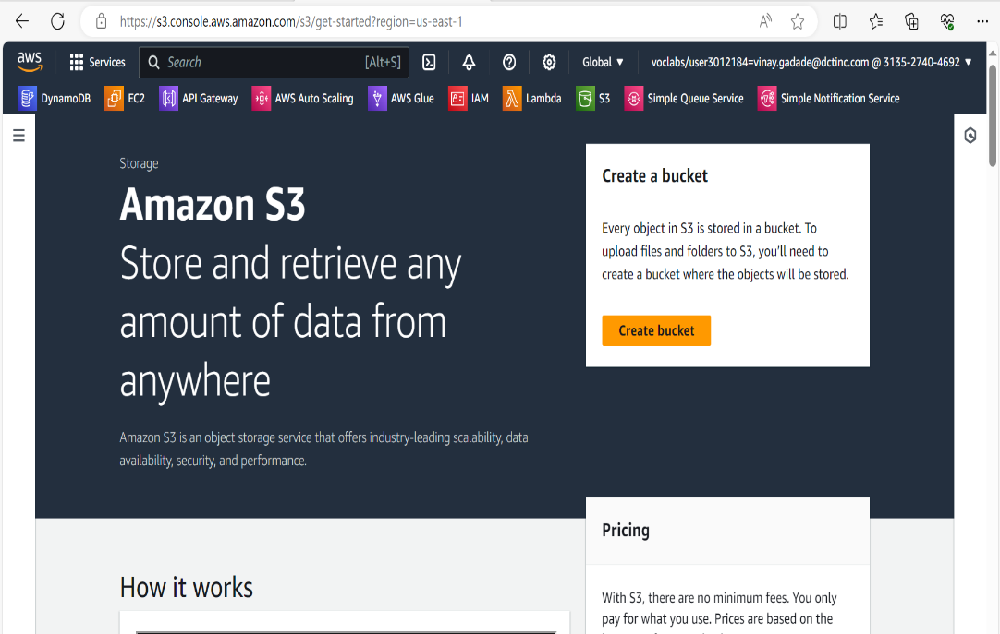 https://s3.console.aws.amazon.com/s3/get-started?region=us-east-1
aws Services Search [Alt+S] Global ▼ voclabs/user3012184=vinay.gadade@dctinc.com @ 3135-2740-4692 ▼
DynamoDB EC2 API Gateway AWS Auto Scaling AWS Glue IAM Lambda S3 Simple Queue Service Simple Notification Service
Storage
Amazon S3
Store and retrieve any
amount of data from
anywhere
Amazon S3 is an object storage service that offers industry-leading scalability, data
availability, security, and performance.
Create a bucket
Every object in S3 is stored in a bucket. To
upload files and folders to S3, you'll need to
create a bucket where the objects will be stored.
Create bucket
How it works
Pricing
With S3, there are no minimum fees. You only
pay for what you use. Prices are based on the